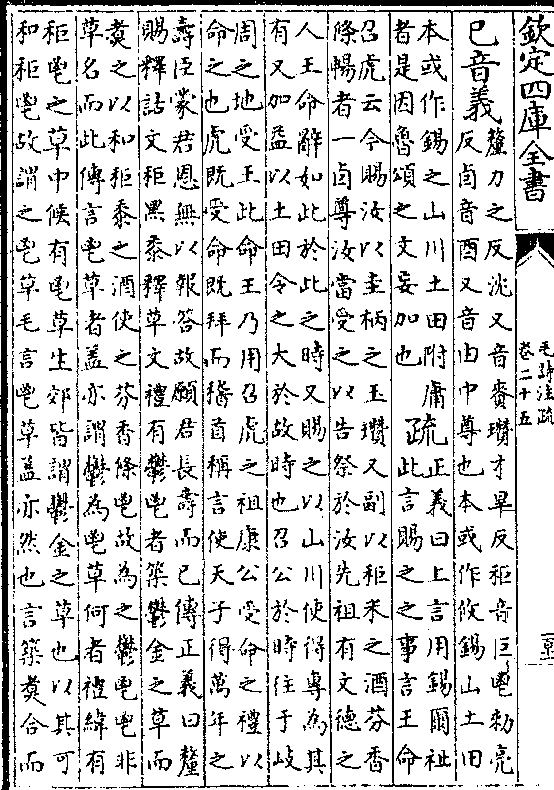 欽定四庫全書
毛詩注疏
卷二十五
已音義釐力之反沈又音賚瓚才旱反秬音巨鬯勅亮
反卣音酉又音由中尊也本或作攸錫山土田
本或作錫之山川土田附庸
者是因魯頌之文妄加也
疏正義曰上言用錫爾祉
此言賜之之事言王命
召虎云今賜汝以圭柄之玉瓚又副以秬米之酒芬香
條暢者一卣尊汝當受之以告祭於汝先祖有文德之
人王命辭如此於此之時又賜之以山川使得專為其
有又加益以土田令之大於故時也召公於時往于岐
周之地受王此命王乃用召虎之祖康公受命之禮以
命之也虎既受命既拜而稽首稱言使天子得萬年之
壽臣蒙君恩無以報答故願君長壽而已傳正義曰釐
賜釋詁文秬黑黍釋草文禮有鬱鬯者築鬱金之草而
煑之以和秬黍之酒使之芬香條鬯故為之鬱鬯鬯非
草名而此傳言鬯草者蓋亦謂鬱為鬯草何者禮緯有
秬鬯之草中候有鬯草生郊皆謂鬱金之草也以其可
和秬鬯故謂之鬯草毛言鬯草蓋亦然也言築煑合而